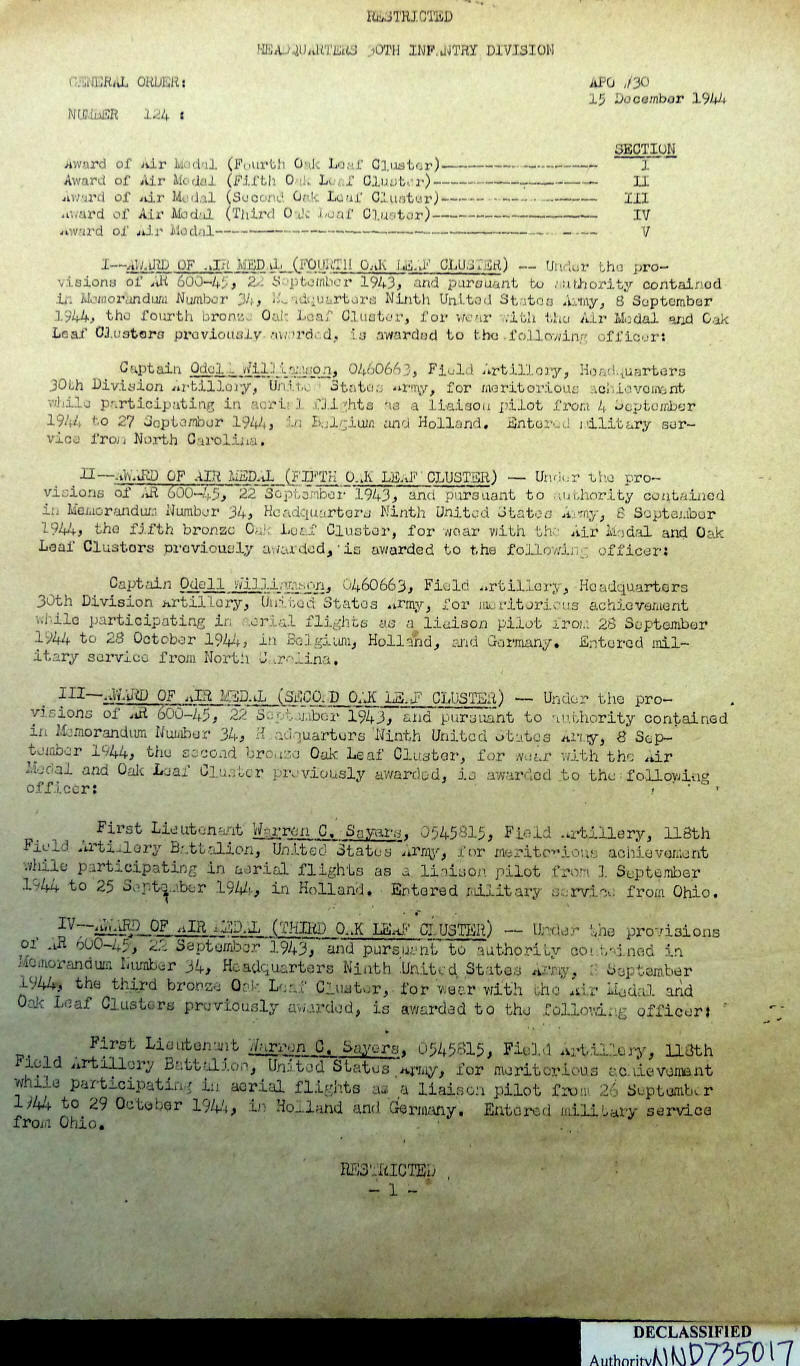 RESTRICTED
HEADQUARTERS 30TH INFANTRY DIVISION
GENERAL ORDER:
APO #30
15 December 1944
NUMBER 124 :
SECTION
Award of Air Medal (Fourth Oak Leaf Cluster)---------------------- I
Award of Air Medal (Fifth Oak Leaf Cluster)---------------------- II
Award of Air Medal (Second Oak Leaf Cluster)---------------------- III
Award of Air Medal (Third Oak Leaf Cluster)---------------------- IV
Award of Air Medal---------------------------------------------- V
I--AWARD OF AIR MEDAL (FOURTH OAK LEAF CLUSTER) -- Under the pro-
visions of AR 600-45, 22 September 1943, and pursuant to authority contained
in Memorandum Number 34, Headquarters Ninth United States Army, 8 September
1944, the fourth bronze Oak Leaf Cluster, for wear with the Air Medal and Oak
Leaf Clusters previously awarded, is awarded to the following officer:
Captain Odell Williamson, O460663, Field Artillery, Headquarters
30th Division Artillery, United States Army, for meritorious achievement
while participating in aerial flights as a liaison pilot from 4 September
1944 to 27 September 1944, in Belgium and Holland. Entered military ser-
vice from North Carolina.
II--AWARD OF AIR MEDAL (FIFTH OAK LEAF CLUSTER) -- Under the pro-
visions of AR 600-45, 22 September 1943, and pursuant to authority contained
in Memorandum Number 34, Headquarters Ninth United States Army, 8 September
1944, the fifth bronze Oak Leaf Cluster, for wear with the Air Medal and Oak
Leaf Clusters previously awarded, is awarded to the following officer:
Captain Odell Williamson, O460663, Field Artillery, Headquarters
30th Division Artillery, United States Army, for meritorious achievement
while participating in aerial flights as a liaison pilot from 28 September
1944 to 28 October 1944, in Belgium, Holland, and Germany. Entered mil-
itary service from North Carolina.
III--AWARD OF AIR MEDAL (SECOND OAK LEAF CLUSTER) -- Under the pro-
visions of AR 600-45, 22 September 1943, and pursuant to authority contained
in Memorandum Number 34, Headquarters Ninth United States Army, 8 Sep-
tember 1944, the second bronze Oak Leaf Cluster, for wear with the Air
Medal and Oak Leaf Cluster previously awarded, is awarded to the following
officer:
First Lieutenant Warren C. Sayers, O545815, Field Artillery, 118th
Field Artillery Battalion, United States Army, for meritorious achievement
while participating in aerial flights as a liaison pilot from 1 September
1944 to 25 September 1944, in Holland. Entered military service from Ohio.
IV--AWARD OF AIR MEDAL (THIRD OAK LEAF CLUSTER) -- Under the provisions
of AR 600-45, 22 September 1943, and pursuant to authority contained in
Memorandum Number 34, Headquarters Ninth United States Army, 8 September
1944, the third bronze Oak Leaf Cluster, for wear with the Air Medal and
Oak Leaf Clusters previously awarded, is awarded to the following officer:
First Lieutenant Warren C. Sayers, O545815, Field Artillery, 118th
Field Artillery Battalion, United States Army, for meritorious achievement
while participating in aerial flights as a liaison pilot from 26 September
1944 to 29 October 1944, in Holland and Germany. Entered military service
from Ohio.
RESTRICTED
- 1 -
DECLASSIFIED
Authority NND735017